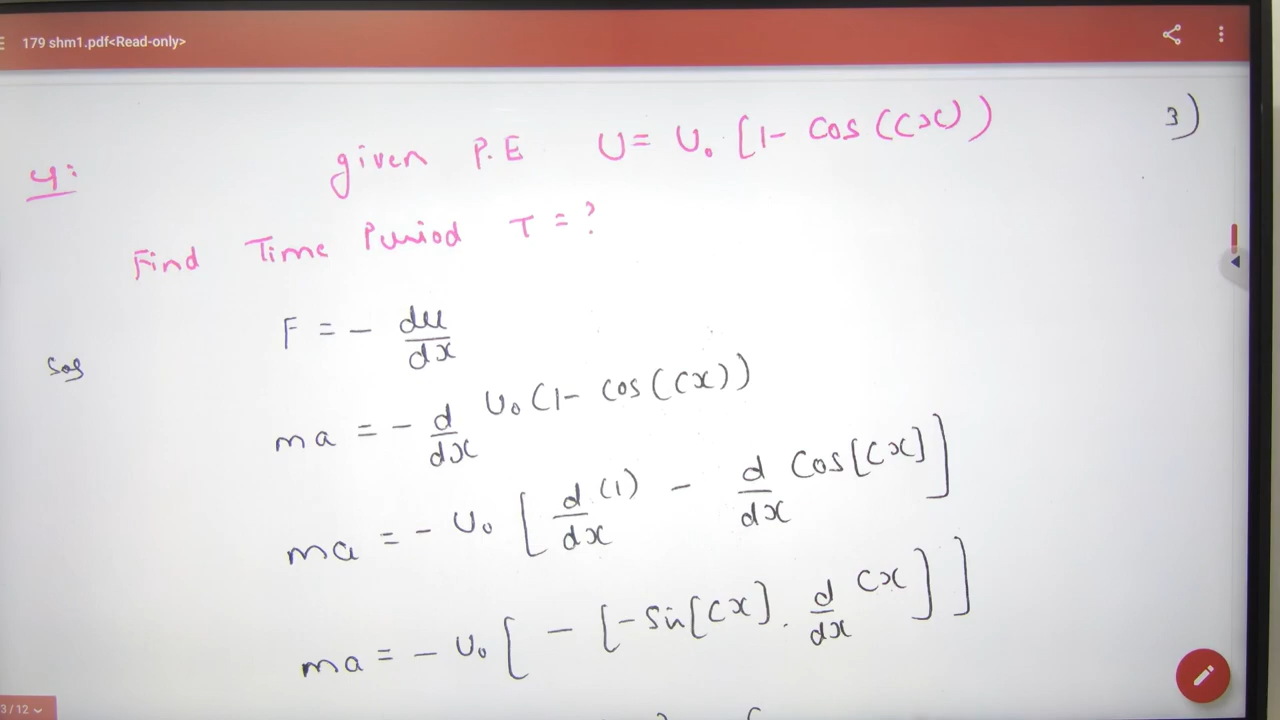 179 shm1.pdf<Read-only>
3)
4: given P.E U = U₀ [1 - Cos (Cx))
Find Time Period T = ?
Sol
F = - du/dx
ma = - d/dx U₀ (1 - Cos (Cx))
ma = - U₀ [ d/dx (1) - d/dx Cos [Cx] ]
ma = - U₀ [ - [- Sin [Cx] . d/dx Cx ] ]
3 / 12